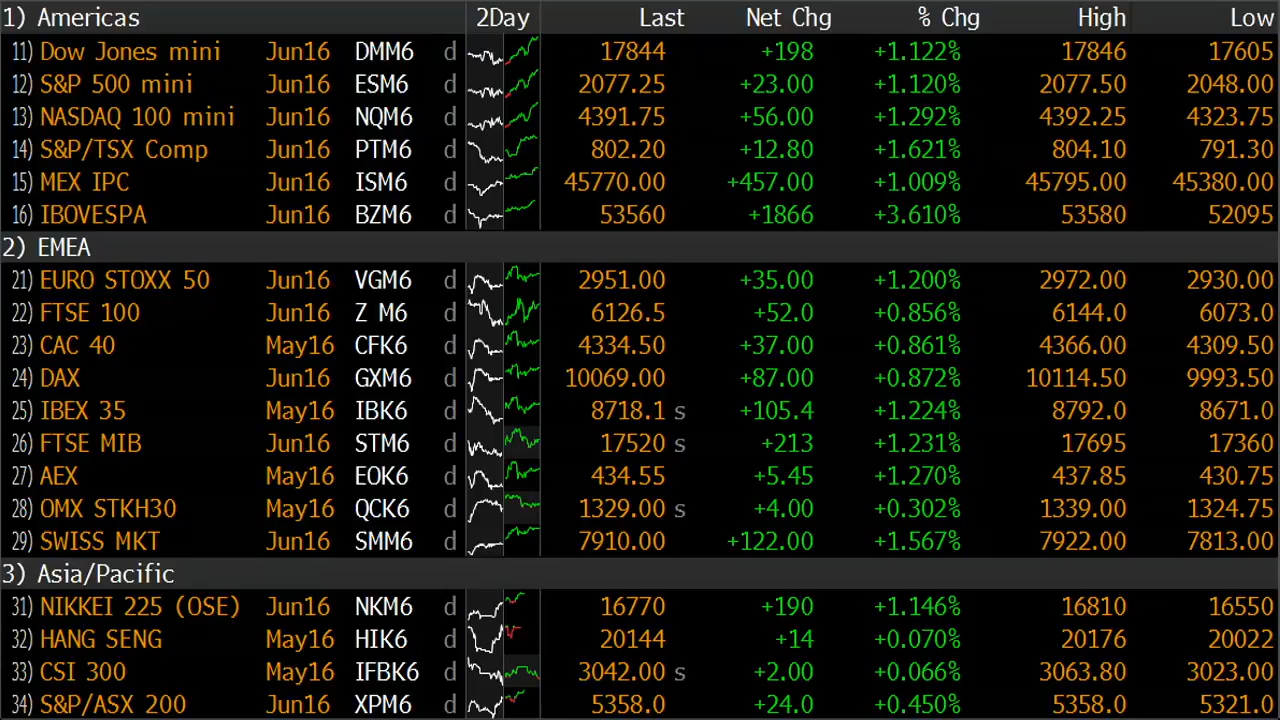 1) Americas 2Day Last Net Chg % Chg High Low
11) Dow Jones mini Jun16 DMM6 d 17844 +198 +1.122% 17846 17605
12) S&P 500 mini Jun16 ESM6 d 2077.25 +23.00 +1.120% 2077.50 2048.00
13) NASDAQ 100 mini Jun16 NQM6 d 4391.75 +56.00 +1.292% 4392.25 4323.75
14) S&P/TSX Comp Jun16 PTM6 d 802.20 +12.80 +1.621% 804.10 791.30
15) MEX IPC Jun16 ISM6 d 45770.00 +457.00 +1.009% 45795.00 45380.00
16) IBOVESPA Jun16 BZM6 d 53560 +1866 +3.610% 53580 52095
2) EMEA
21) EURO STOXX 50 Jun16 VGM6 d 2951.00 +35.00 +1.200% 2972.00 2930.00
22) FTSE 100 Jun16 Z M6 d 6126.5 +52.0 +0.856% 6144.0 6073.0
23) CAC 40 May16 CFK6 d 4334.50 +37.00 +0.861% 4366.00 4309.50
24) DAX Jun16 GXM6 d 10069.00 +87.00 +0.872% 10114.50 9993.50
25) IBEX 35 May16 IBK6 d 8718.1 s +105.4 +1.224% 8792.0 8671.0
26) FTSE MIB Jun16 STM6 d 17520 s +213 +1.231% 17695 17360
27) AEX May16 EOK6 d 434.55 +5.45 +1.270% 437.85 430.75
28) OMX STKH30 May16 QCK6 d 1329.00 s +4.00 +0.302% 1339.00 1324.75
29) SWISS MKT Jun16 SMM6 d 7910.00 +122.00 +1.567% 7922.00 7813.00
3) Asia/Pacific
31) NIKKEI 225 (OSE) Jun16 NKM6 d 16770 +190 +1.146% 16810 16550
32) HANG SENG May16 HIK6 d 20144 +14 +0.070% 20176 20022
33) CSI 300 May16 IFBK6 d 3042.00 s +2.00 +0.066% 3063.80 3023.00
34) S&P/ASX 200 Jun16 XPM6 d 5358.0 +24.0 +0.450% 5358.0 5321.0